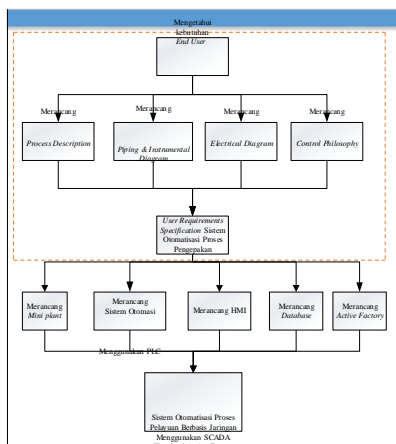 Mengetahui
kebutuhan
End User
Merancang
Merancang
Merancang
Merancang
Process Description
Piping & Instrumental
Diagram
Electrical Diagram
Control Philosophy
User Requirements
Specification Sistem
Otomatisasi Proses
Pengepakan
Merancang
Mini plant
Merancang
Sistem Otomasi
Merancang HMI
Merancang
Database
Merancang
Active Factory
Menggunakan PLC
Sistem Otomatisasi Proses
Pelayuan Berbasis Jaringan
Menggunakan SCADA